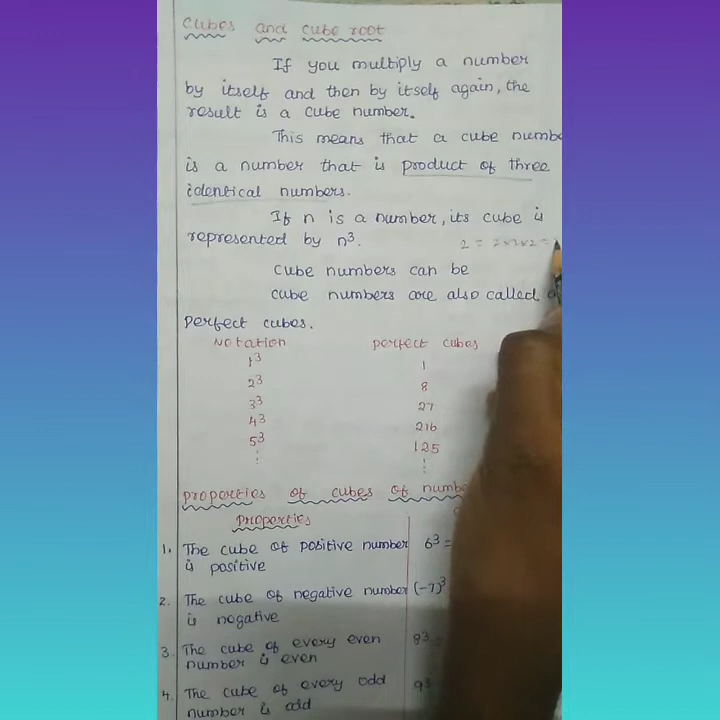 Cubes and cube root
If you multiply a number
by itself and then by itself again, the
result is a cube number.
This means that a cube numbe
is a number that is product of three
identical numbers.
If n is a number, its cube is
represented by n³.
2 = 2×2×2 =
cube numbers can be
cube numbers are also called
perfect cubes.
Notation perfect cubes
1³ 1
2³ 8
3³ 27
4³ 216
5³ 125
⋮ ⋮
properties of cubes of numbe
properties
1. The cube of positive number 6³ =
is positive
2. The cube of negative number (-7)³
is negative
3. The cube of every even 8³
number is even
4. The cube of every odd 9³
number is odd